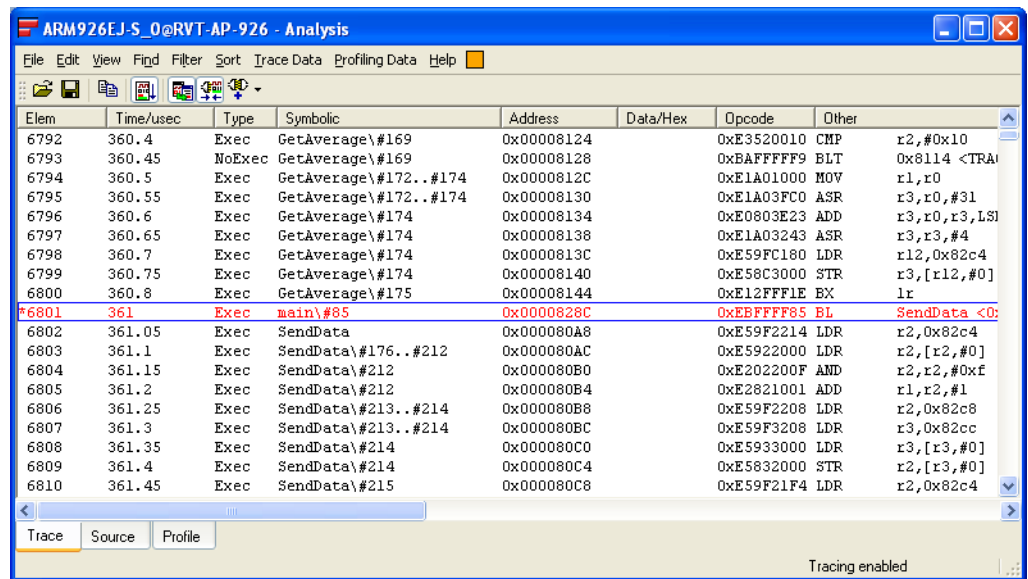 ARM926EJ-S_0@RVT-AP-926 - Analysis
File Edit View Find Filter Sort Trace Data Profiling Data Help
Elem Time/usec Type Symbolic Address Data/Hex Opcode Other
6792 360.4 Exec GetAverage\#169 0x00008124 0xE3520010 CMP r2,#0x10
6793 360.45 NoExec GetAverage\#169 0x00008128 0xBAFFFFF9 BLT 0x8114 <TRA
6794 360.5 Exec GetAverage\#172..#174 0x0000812C 0xE1A01000 MOV r1,r0
6795 360.55 Exec GetAverage\#172..#174 0x00008130 0xE1A03FC0 ASR r3,r0,#31
6796 360.6 Exec GetAverage\#174 0x00008134 0xE0803E23 ADD r3,r0,r3,LS
6797 360.65 Exec GetAverage\#174 0x00008138 0xE1A03243 ASR r3,r3,#4
6798 360.7 Exec GetAverage\#174 0x0000813C 0xE59FC180 LDR r12,0x82c4
6799 360.75 Exec GetAverage\#174 0x00008140 0xE58C3000 STR r3,[r12,#0]
6800 360.8 Exec GetAverage\#175 0x00008144 0xE12FFF1E BX lr
*6801 361 Exec main\#85 0x0000828C 0xEBFFFF85 BL SendData <0
6802 361.05 Exec SendData 0x000080A8 0xE59F2214 LDR r2,0x82c4
6803 361.1 Exec SendData\#176..#212 0x000080AC 0xE5922000 LDR r2,[r2,#0]
6804 361.15 Exec SendData\#212 0x000080B0 0xE202200F AND r2,r2,#0xf
6805 361.2 Exec SendData\#212 0x000080B4 0xE2821001 ADD r1,r2,#1
6806 361.25 Exec SendData\#213..#214 0x000080B8 0xE59F2208 LDR r2,0x82c8
6807 361.3 Exec SendData\#213..#214 0x000080BC 0xE59F3208 LDR r3,0x82cc
6808 361.35 Exec SendData\#214 0x000080C0 0xE5933000 LDR r3,[r3,#0]
6809 361.4 Exec SendData\#214 0x000080C4 0xE5832000 STR r2,[r3,#0]
6810 361.45 Exec SendData\#215 0x000080C8 0xE59F21F4 LDR r2,0x82c4
Trace Source Profile
Tracing enabled